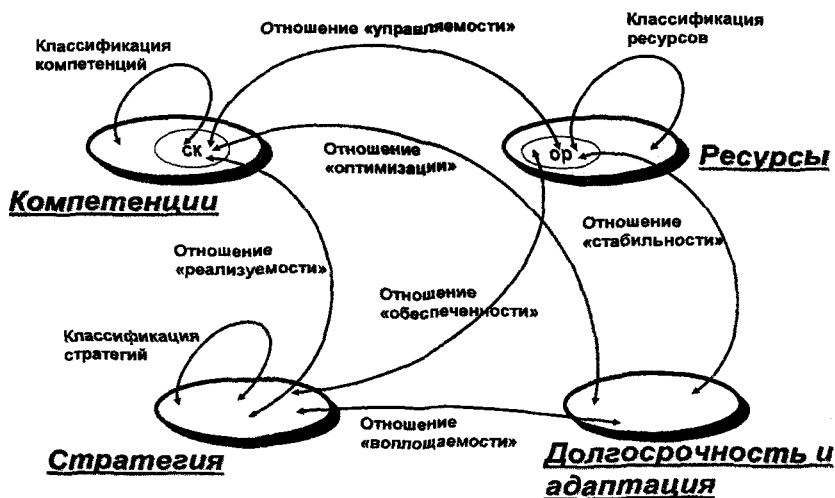 Классификация
компетенций
Отношение «управляемости»
Классификация
ресурсов
ск
ор
Ресурсы
Компетенции
Отношение
«оптимизации»
Отношение
«стабильности»
Отношение
«реализуемости»
Отношение
«обеспеченности»
Классификация
стратегий
Отношение
«воплощаемости»
Стратегия
Долгосрочность и
адаптация